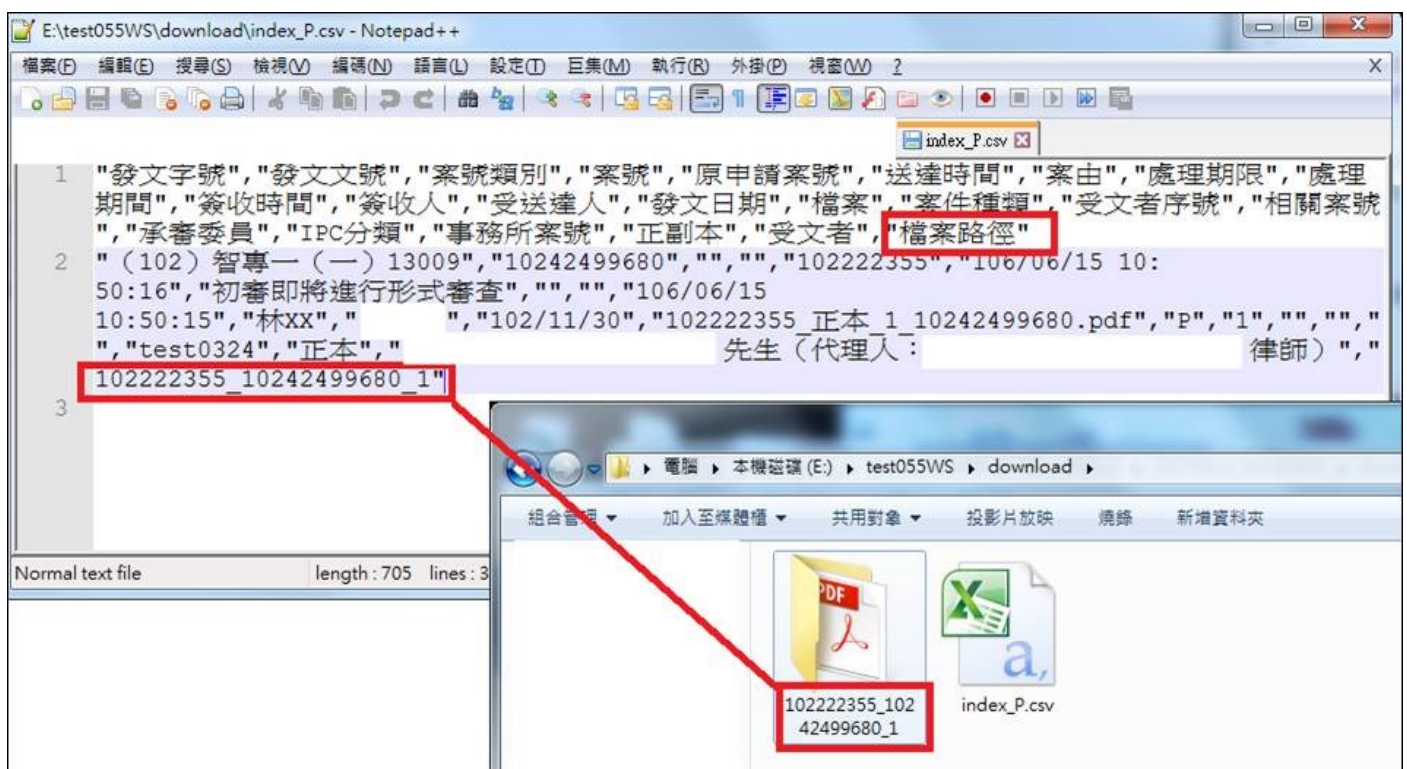 E:\test055WS\download\index_P.csv - Notepad++
檔案(F) 編輯(E) 搜尋(S) 檢視(V) 編碼(N) 語言(L) 設定(T) 巨集(M) 執行(R) 外掛(P) 視窗(W) ? X
index_P.csv
1 "發文字號","發文文號","案號類別","案號","原申請案號","送達時間","案由","處理期限","處理
期間","簽收時間","簽收人","受送達人","發文日期","檔案","案件種類","受文者序號","相關案號
","承審委員","IPC分類","事務所案號","正副本","受文者","檔案路徑"
2 "（102）智專一（一）13009","10242499680","","","102222355","106/06/15 10:
50:16","初審即將進行形式審查","","","106/06/15
10:50:15","林XX"," ","102/11/30","102222355_正本_1_10242499680.pdf","P","1","","","
","test0324","正本"," 先生（代理人： 律師）","
102222355_10242499680_1"
3
電腦 ▸ 本機磁碟 (E:) ▸ test055WS ▸ download ▸
組合管理 加入至媒體櫃 共用對象 投影片放映 燒錄 新增資料夾
Normal text file length : 705 lines : 3
PDF
a,
102222355_102
42499680_1
index_P.csv